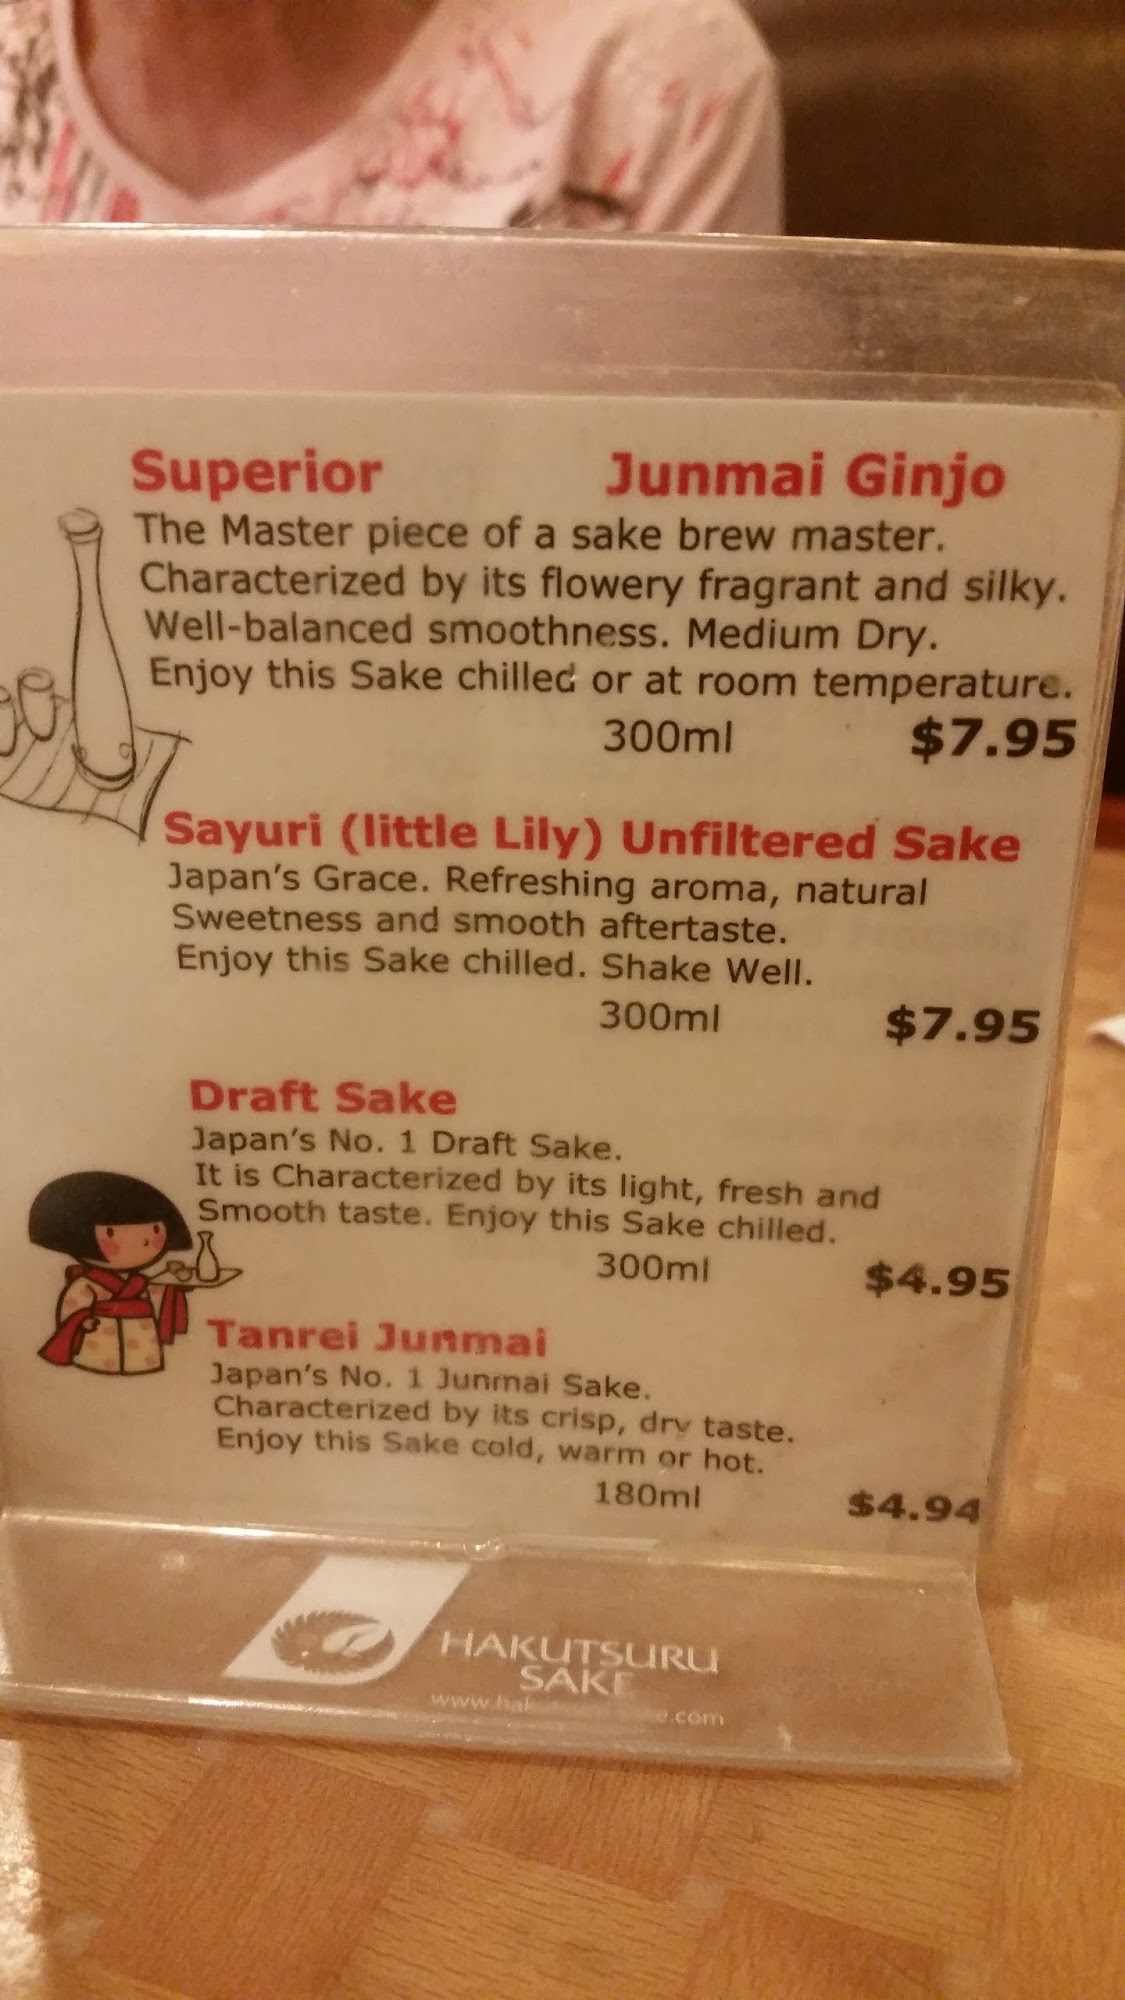 Superior Junmai Ginjo
The Master piece of a sake brew master.
Characterized by its flowery fragrant and silky.
Well-balanced smoothness. Medium Dry.
Enjoy this Sake chilled or at room temperature.
300ml $7.95
Sayuri (little Lily) Unfiltered Sake
Japan's Grace. Refreshing aroma, natural
Sweetness and smooth aftertaste.
Enjoy this Sake chilled. Shake Well.
300ml $7.95
Draft Sake
Japan's No. 1 Draft Sake.
It is Characterized by its light, fresh and
Smooth taste. Enjoy this Sake chilled.
300ml $4.95
Tanrei Junmai
Japan's No. 1 Junmai Sake.
Characterized by its crisp, dry taste.
Enjoy this Sake cold, warm or hot.
180ml $4.94
HAKUTSURU
SAKE